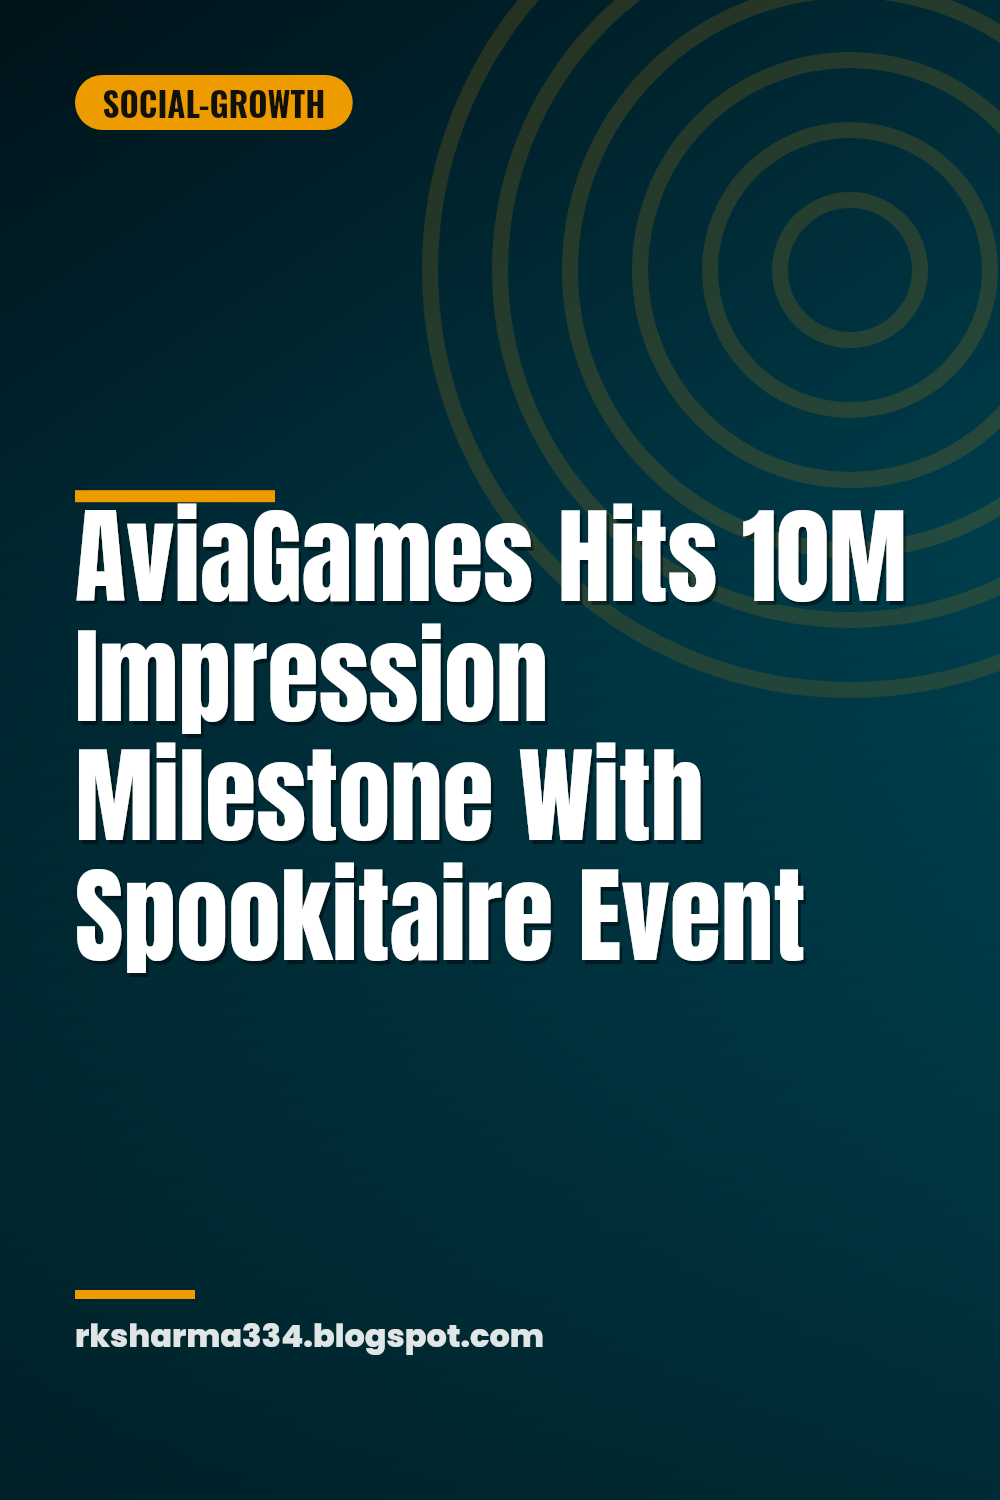 SOCIAL-GROWTH
AviaGames Hits 10M
Impression
Milestone With
Spookitaire Event
rksharma334.blogspot.com